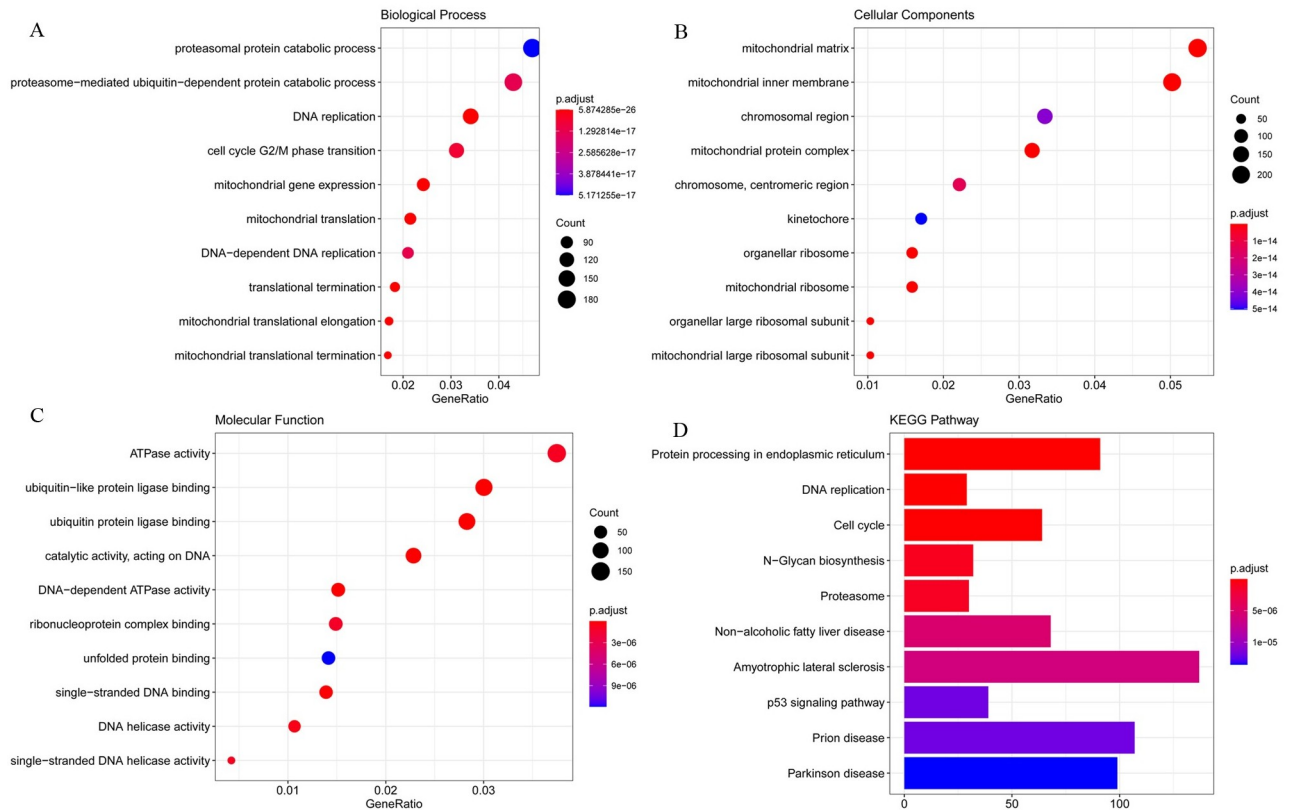 A
Biological Process
proteasomal protein catabolic process
proteasome−mediated ubiquitin−dependent protein catabolic process
DNA replication
cell cycle G2/M phase transition
mitochondrial gene expression
mitochondrial translation
DNA−dependent DNA replication
translational termination
mitochondrial translational elongation
mitochondrial translational termination
0.02 0.03 0.04
GeneRatio
p.adjust
5.874285e-26
1.292814e-17
2.585628e-17
3.878441e-17
5.171255e-17
Count
90
120
150
180
B
Cellular Components
mitochondrial matrix
mitochondrial inner membrane
chromosomal region
mitochondrial protein complex
chromosome, centromeric region
kinetochore
organellar ribosome
mitochondrial ribosome
organellar large ribosomal subunit
mitochondrial large ribosomal subunit
0.01 0.02 0.03 0.04 0.05
GeneRatio
Count
50
100
150
200
p.adjust
1e-14
2e-14
3e-14
4e-14
5e-14
C
Molecular Function
ATPase activity
ubiquitin−like protein ligase binding
ubiquitin protein ligase binding
catalytic activity, acting on DNA
DNA−dependent ATPase activity
ribonucleoprotein complex binding
unfolded protein binding
single−stranded DNA binding
DNA helicase activity
single−stranded DNA helicase activity
0.01 0.02 0.03
GeneRatio
Count
50
100
150
p.adjust
3e-06
6e-06
9e-06
D
KEGG Pathway
Protein processing in endoplasmic reticulum
DNA replication
Cell cycle
N−Glycan biosynthesis
Proteasome
Non−alcoholic fatty liver disease
Amyotrophic lateral sclerosis
p53 signaling pathway
Prion disease
Parkinson disease
0 50 100
p.adjust
5e-06
1e-05